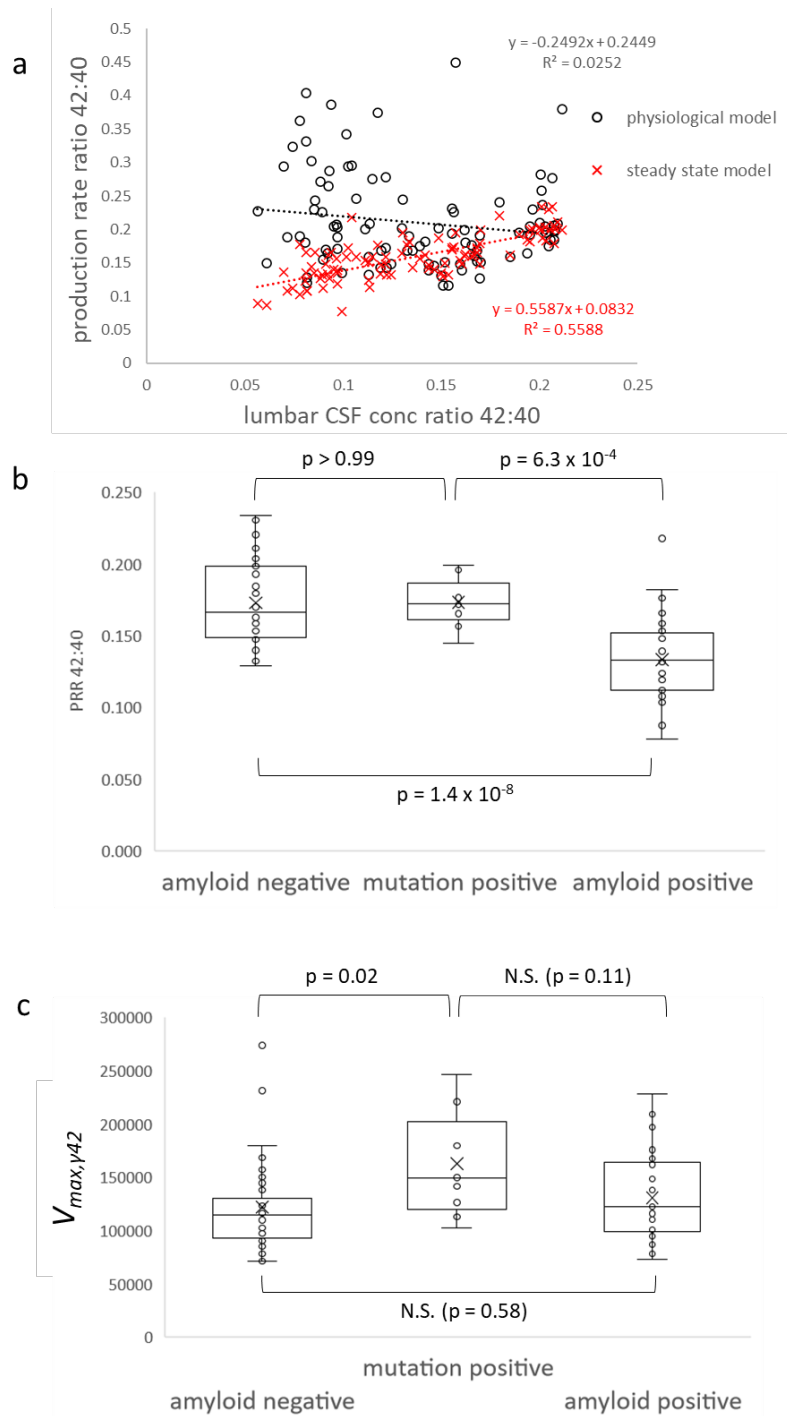 a
y = -0.2492x + 0.2449
R² = 0.0252
0.5
0.45
0.4
0.35
0.3
0.25
0.2
0.15
0.1
0.05
0
production rate ratio 42:40
physiological model
steady state model
y = 0.5587x + 0.0832
R² = 0.5588
0 0.05 0.1 0.15 0.2 0.25
lumbar CSF conc ratio 42:40
b
p > 0.99 p = 6.3 x 10⁻⁴
0.250
0.200
0.150
0.100
0.050
0.000
PRR 42:40
p = 1.4 x 10⁻⁸
amyloid negative mutation positive amyloid positive
c
p = 0.02 N.S. (p = 0.11)
300000
250000
200000
150000
100000
50000
0
Vmax,γ42
N.S. (p = 0.58)
mutation positive
amyloid negative amyloid positive